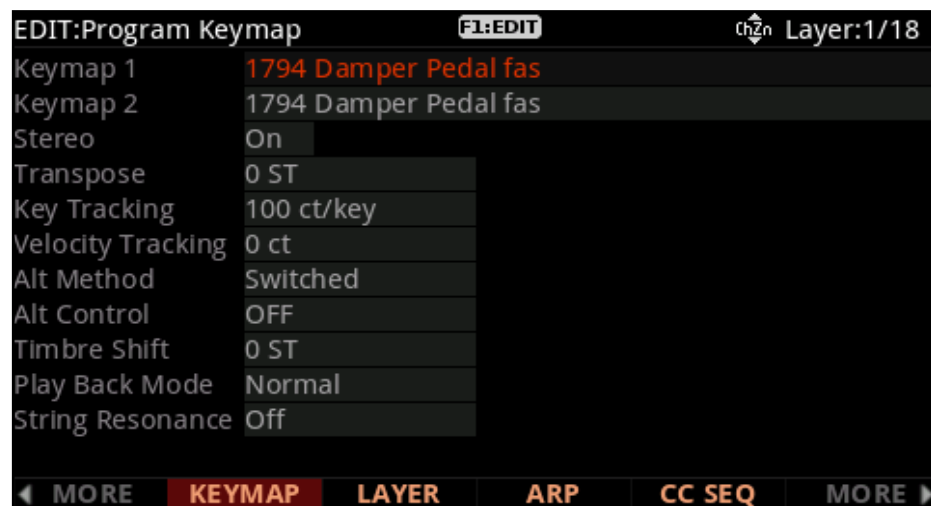 EDIT:Program Keymap F1:EDIT ChZn Layer:1/18
Keymap 1 1794 Damper Pedal fas
Keymap 2 1794 Damper Pedal fas
Stereo On
Transpose 0 ST
Key Tracking 100 ct/key
Velocity Tracking 0 ct
Alt Method Switched
Alt Control OFF
Timbre Shift 0 ST
Play Back Mode Normal
String Resonance Off
MORE KEYMAP LAYER ARP CC SEQ MORE